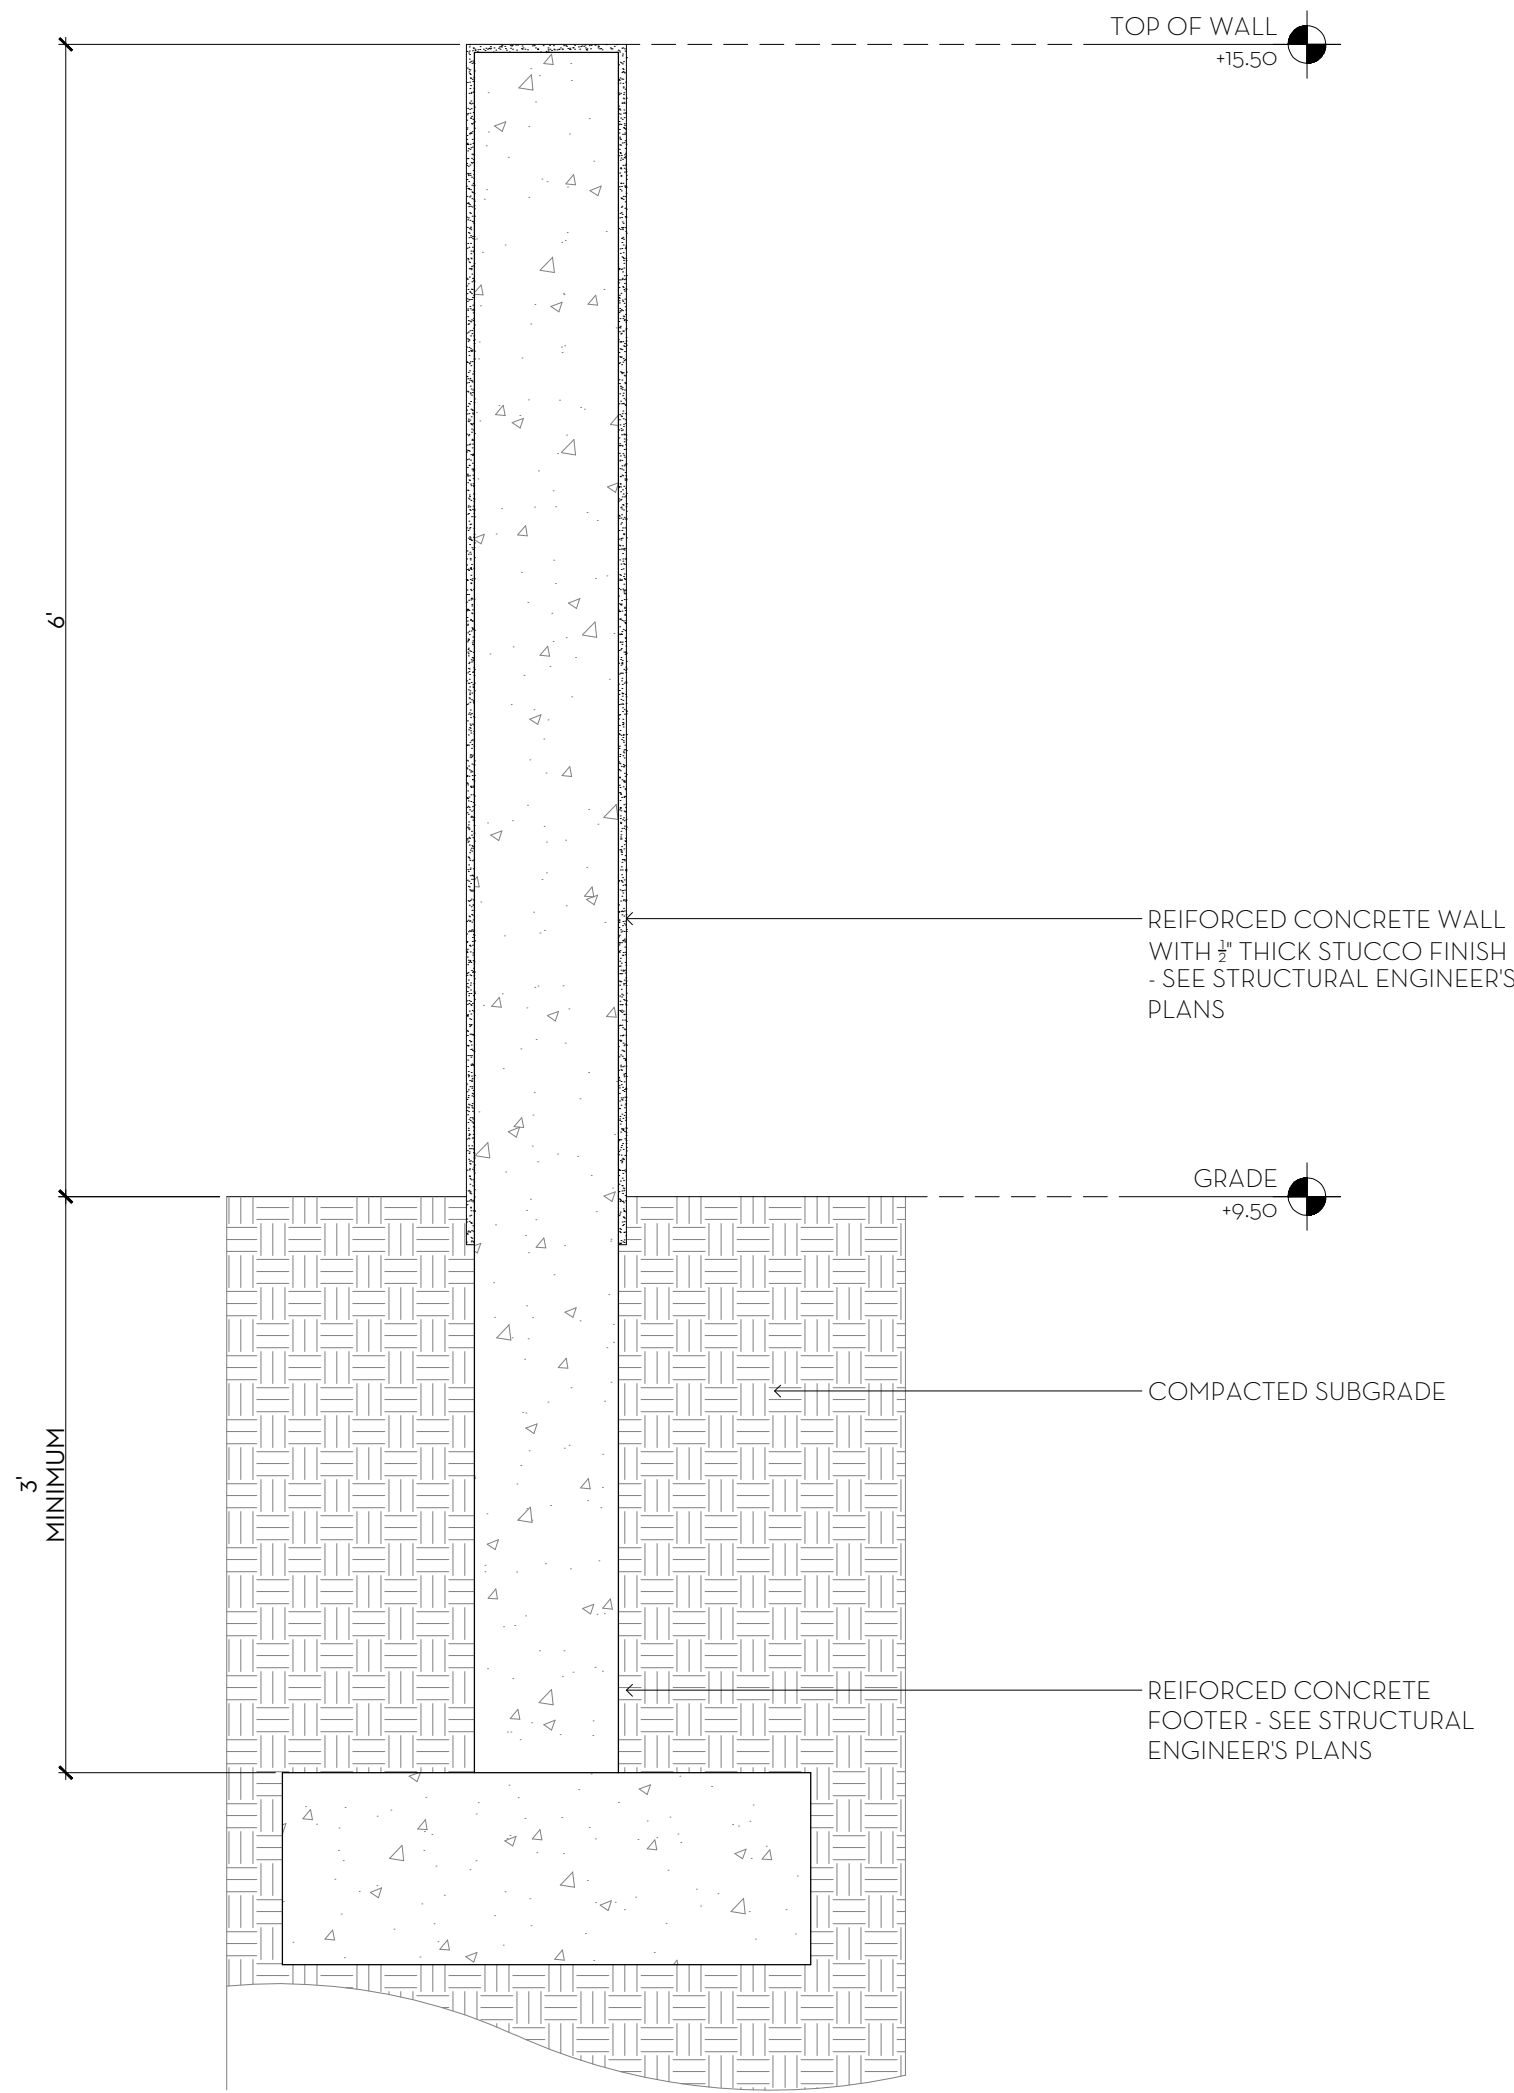 TOP OF WALL
+15.50
6'
REIFORCED CONCRETE WALL
WITH ½" THICK STUCCO FINISH
- SEE STRUCTURAL ENGINEER'S
PLANS
GRADE
+9.50
COMPACTED SUBGRADE
3'
MINIMUM
REIFORCED CONCRETE
FOOTER - SEE STRUCTURAL
ENGINEER'S PLANS